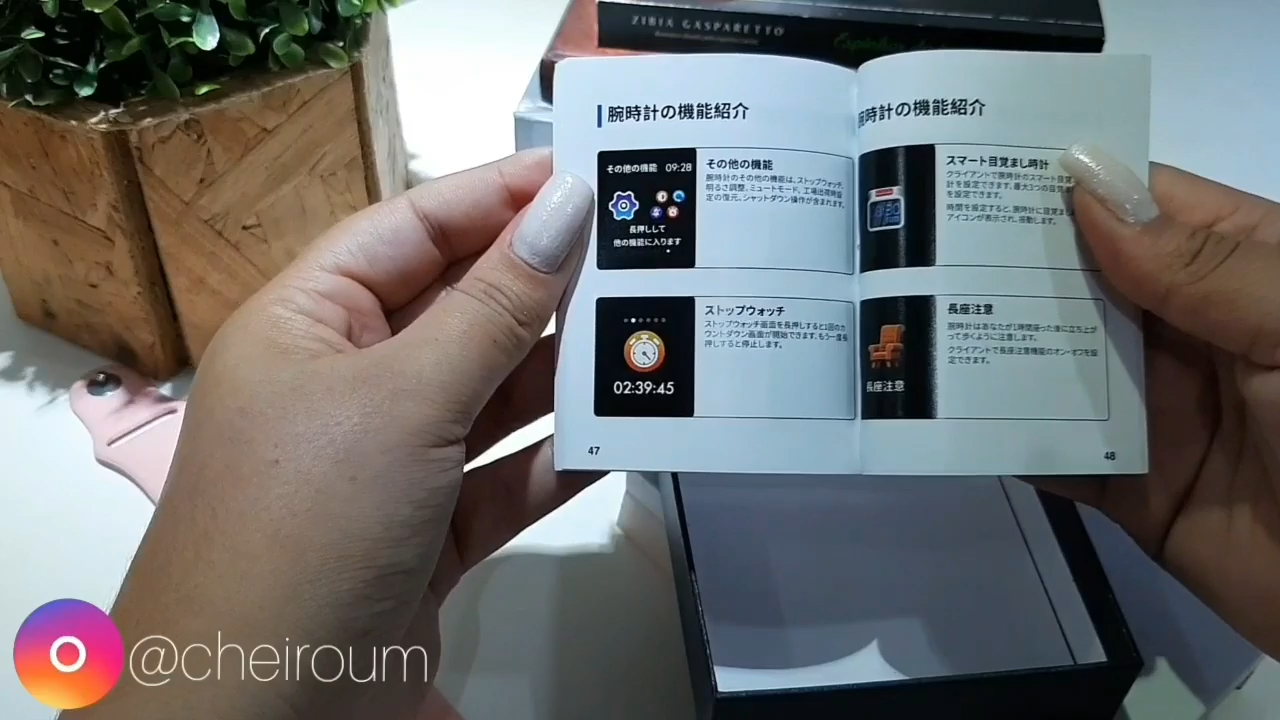 ZIBIA GASPARETTO
腕時計の機能紹介
その他の機能 09:28
長押しして
他の機能に入ります
その他の機能
腕時計のその他の機能は、ストップウォッチ、
明るさ調整、ミュートモード、工場出荷時設
定の復元、シャットダウン操作が含まれます。
02:39:45
ストップウォッチ
ストップウォッチ画面を長押しすると1回のカ
ウントダウン画面が開始できます、もう一度長
押しすると停止します。
47
腕時計の機能紹介
スマート目覚まし時計
クライアントで腕時計のスマート目覚
計を設定できます、最大3つの目覚
を設定できます。
時間を設定すると、腕時計に目覚ま
アイコンが表示され、振動します。
長座注意
長座注意
腕時計はあなたが1時間座った後に立ち上が
って歩くように注意します。
クライアントで長座注意機能のオン・オフを設
定できます。
48
@cheiroum